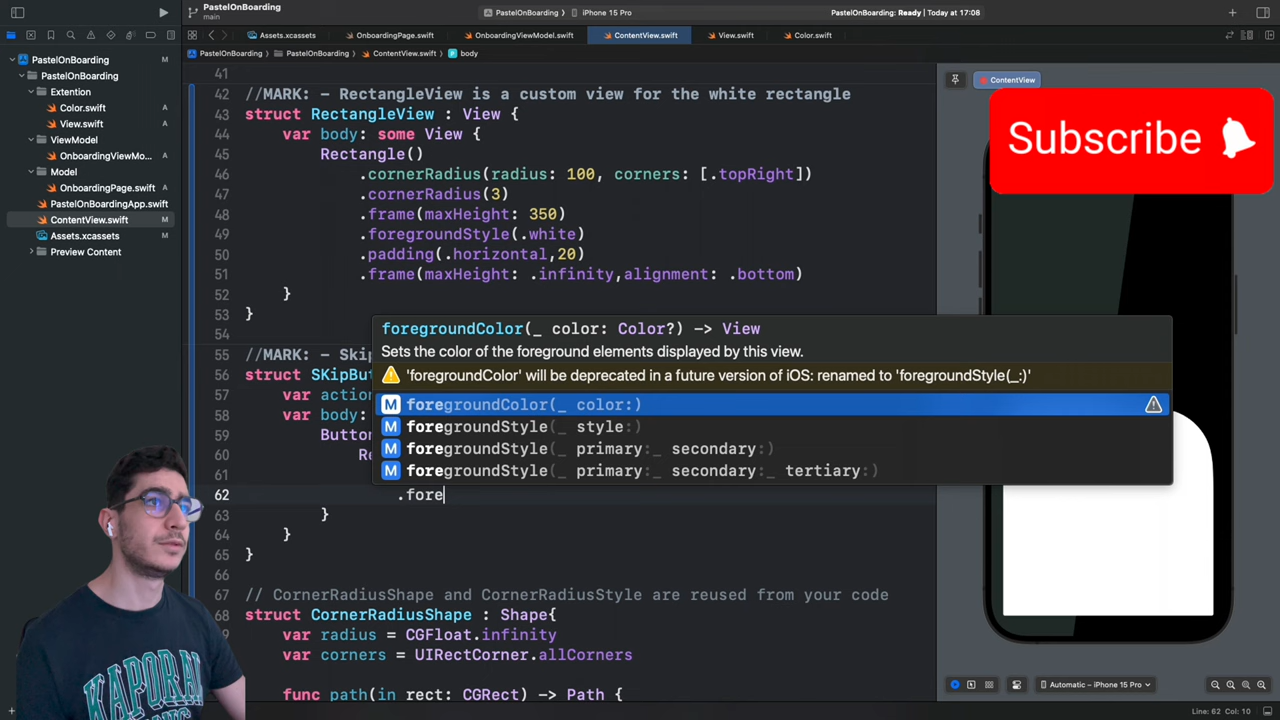 PastelOnBoarding
main
PastelOnBoarding
iPhone 15 Pro
PastelOnBoarding: Ready | Today at 17:08
Assets.xcassets
OnboardingPage.swift
OnboardingViewModel.swift
ContentView.swift
View.swift
Color.swift
PastelOnBoarding
PastelOnBoarding
ContentView.swift
body
PastelOnBoarding M
PastelOnBoarding
Extention
Color.swift A
View.swift A
ViewModel
OnboardingViewMo... A
Model
OnboardingPage.swift A
PastelOnBoardingApp.swift
ContentView.swift M
Assets.xcassets M
Preview Content
41
42 //MARK: - RectangleView is a custom view for the white rectangle
43 struct RectangleView : View {
44 var body: some View {
45 Rectangle()
46 .cornerRadius(radius: 100, corners: [.topRight])
47 .cornerRadius(3)
48 .frame(maxHeight: 350)
49 .foregroundStyle(.white)
50 .padding(.horizontal,20)
51 .frame(maxHeight: .infinity,alignment: .bottom)
52 }
53 }
54
55 //MARK: - Skip
56 struct SKipBut
57 var action
58 var body:
59 Button
60 Re
61
62 .fore
63 }
64 }
65 }
66
67 // CornerRadiusShape and CornerRadiusStyle are reused from your code
68 struct CornerRadiusShape : Shape{
var radius = CGFloat.infinity
var corners = UIRectCorner.allCorners
func path(in rect: CGRect) -> Path {
foregroundColor(_ color: Color?) -> View
Sets the color of the foreground elements displayed by this view.
'foregroundColor' will be deprecated in a future version of iOS: renamed to 'foregroundStyle(_:)'
M foregroundColor(_ color:)
M foregroundStyle(_ style:)
M foregroundStyle(_ primary:_ secondary:)
M foregroundStyle(_ primary:_ secondary:_ tertiary:)
ContentView
Subscribe
KAPORAL
Automatic – iPhone 15 Pro
Line: 62 Col: 10